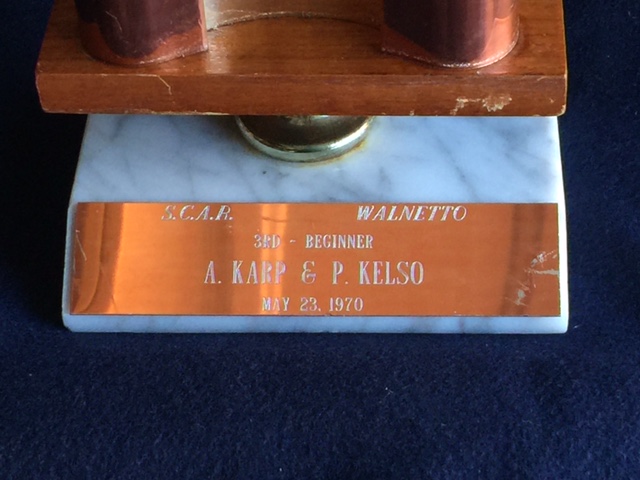 S.C.A.R. WALNETTO
3RD - BEGINNER
A. KARP & P. KELSO
MAY 23, 1970